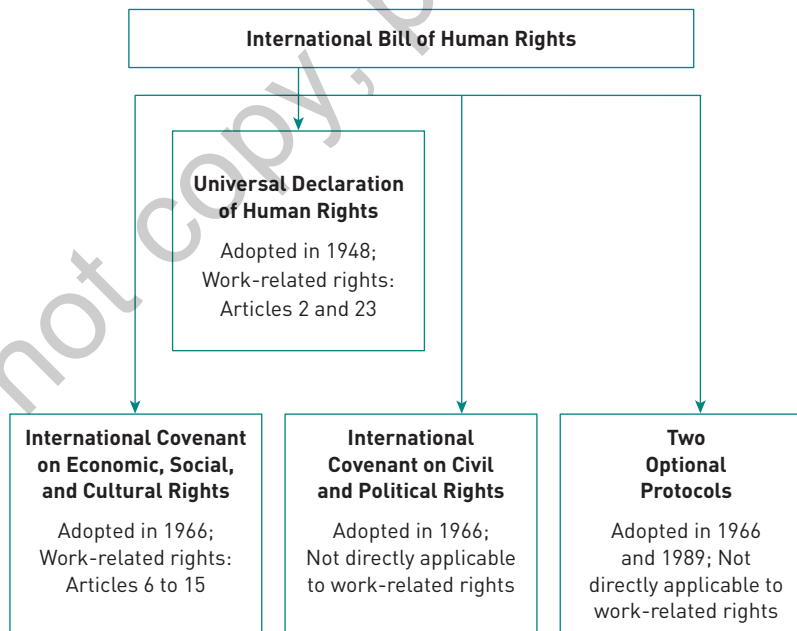 International Bill of Human Rights
Universal Declaration
of Human Rights
Adopted in 1948;
Work-related rights:
Articles 2 and 23
International Covenant
on Economic, Social,
and Cultural Rights
Adopted in 1966;
Work-related rights:
Articles 6 to 15
International
Covenant on Civil
and Political Rights
Adopted in 1966;
Not directly applicable
to work-related rights
Two
Optional
Protocols
Adopted in 1966
and 1989; Not
directly applicable to
work-related rights
not copy, p